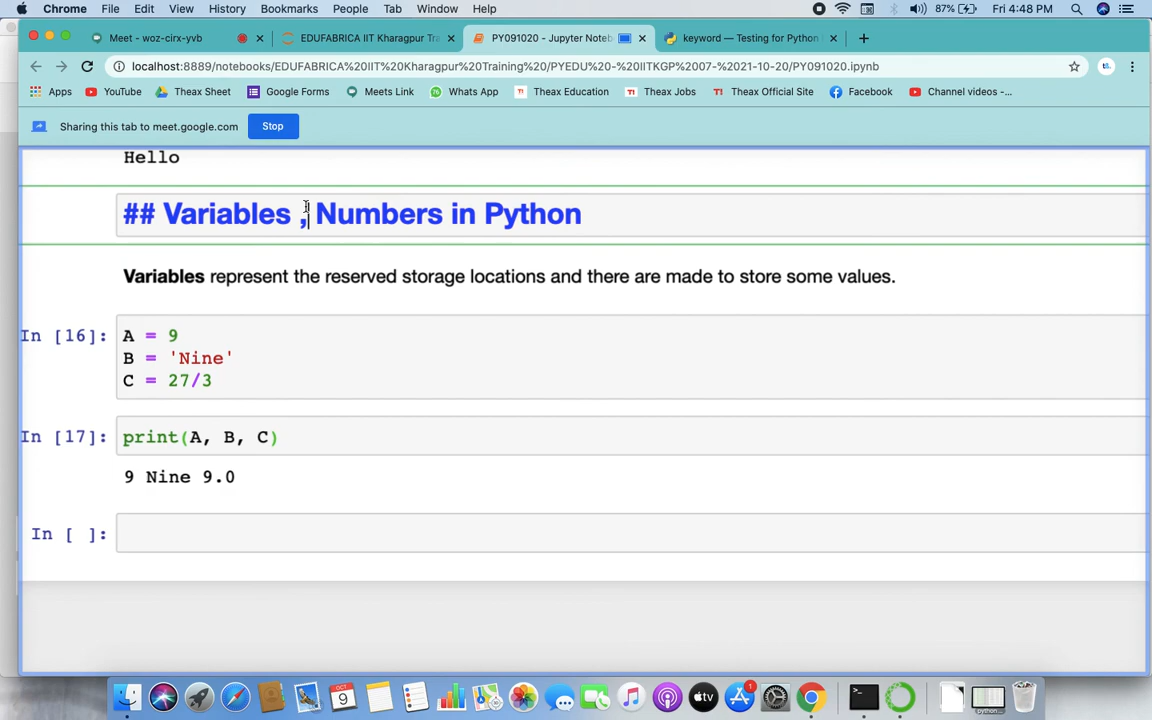 Chrome File Edit View History Bookmarks People Tab Window Help 87% Fri 4:48 PM
Meet - woz-cirx-yvb EDUFABRICA IIT Kharagpur Tra PY091020 - Jupyter Noteb keyword — Testing for Python
localhost:8889/notebooks/EDUFABRICA%20IIT%20Kharagpur%20Training%20/PYEDU%20-%20IITKGP%2007-%2021-10-20/PY091020.ipynb
Apps YouTube Theax Sheet Google Forms Meets Link Whats App Theax Education Theax Jobs Theax Official Site Facebook Channel videos -...
Sharing this tab to meet.google.com Stop
Hello
## Variables , Numbers in Python
Variables represent the reserved storage locations and there are made to store some values.
In [16]: A = 9
B = 'Nine'
C = 27/3
In [17]: print(A, B, C)
9 Nine 9.0
In [ ]: